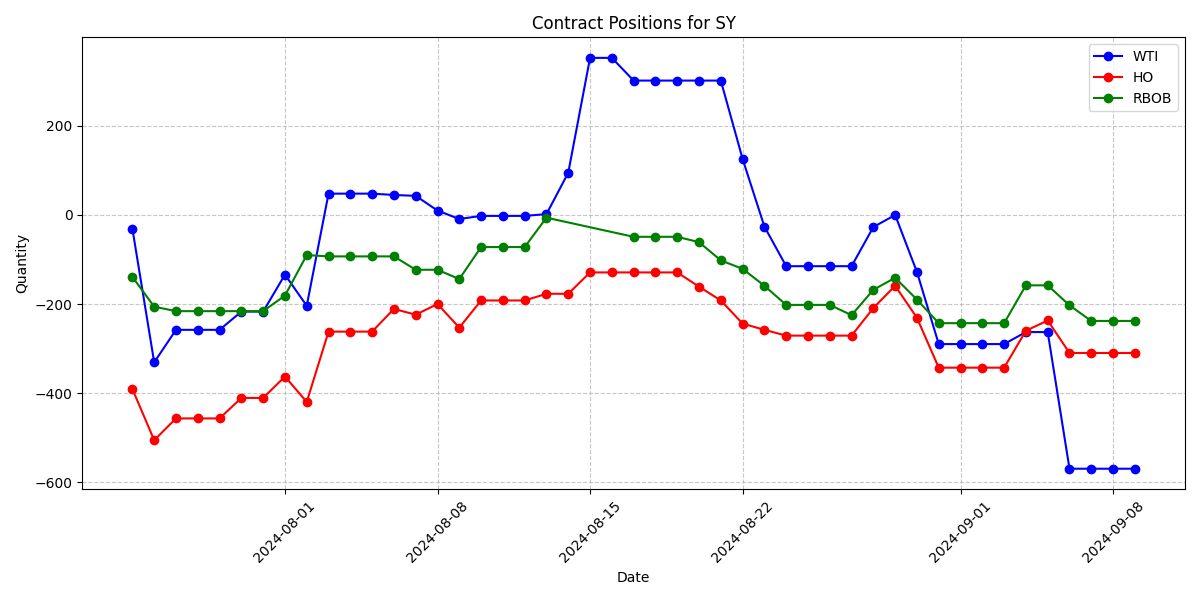 Contract Positions for SY
WTI
HO
RBOB
Quantity
200
0
−200
−400
−600
2024-08-01
2024-08-08
2024-08-15
2024-08-22
2024-09-01
2024-09-08
Date